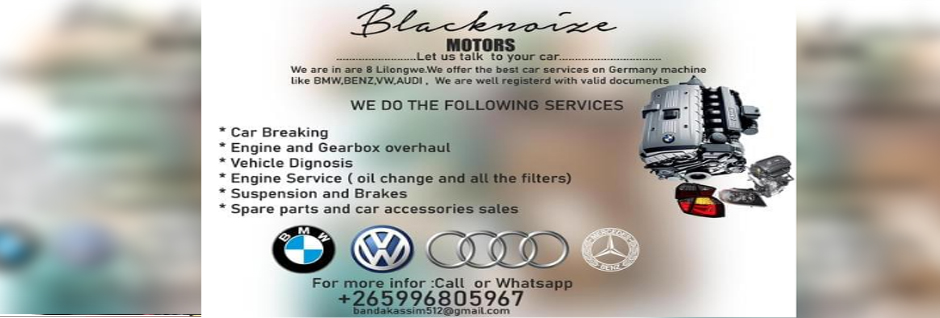 Blacknoize
MOTORS
........................Let us talk to your car..............................
We are in are 8 Lilongwe.We offer the best car services on Germany machine
like BMW,BENZ,VW,AUDI , We are well registerd with valid documents
WE DO THE FOLLOWING SERVICES
* Car Breaking
* Engine and Gearbox overhaul
* Vehicle Dignosis
* Engine Service ( oil change and all the filters)
* Suspension and Brakes
* Spare parts and car accessories sales
BMW
MERCEDES
BENZ
For more infor :Call or Whatsapp
+265996805967
bandakassim512@gmail.com